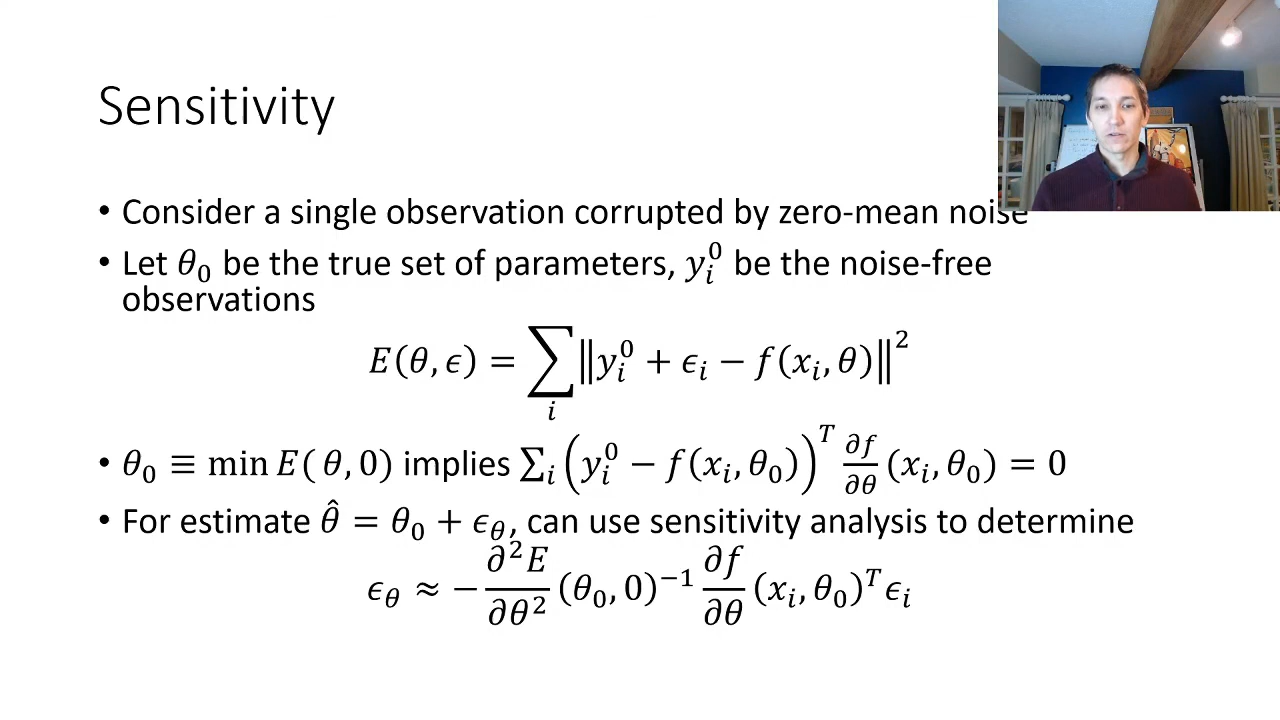 Sensitivity
• Consider a single observation corrupted by zero-mean noise
• Let θ₀ be the true set of parameters, yᵢ⁰ be the noise-free
observations
E(θ, ϵ) = ∑ᵢ ‖yᵢ⁰ + ϵᵢ − f(xᵢ, θ)‖²
• θ₀ ≡ min E( θ, 0) implies ∑ᵢ (yᵢ⁰ − f(xᵢ, θ₀))ᵀ ∂f/∂θ (xᵢ, θ₀) = 0
• For estimate θ̂ = θ₀ + ϵ_θ, can use sensitivity analysis to determine
ϵ_θ ≈ − ∂²E/∂θ² (θ₀, 0)⁻¹ ∂f/∂θ (xᵢ, θ₀)ᵀ ϵᵢ